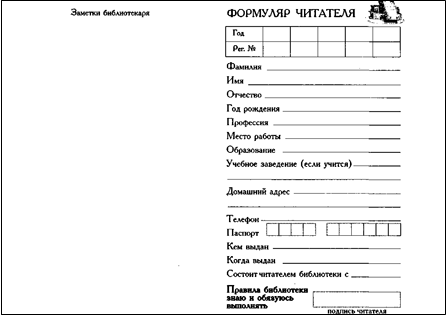 Заметки библиотекаря
ФОРМУЛЯР ЧИТАТЕЛЯ
Год
Рег. №
Фамилия
Имя
Отчество
Год рождения
Профессия
Место работы
Образование
Учебное заведение (если учится)
Домашний адрес
Телефон
Паспорт
Кем выдан
Когда выдан
Состоит читателем библиотеки с
Правила библиотеки
знаю и обязуюсь
выполнять
подпись читателя